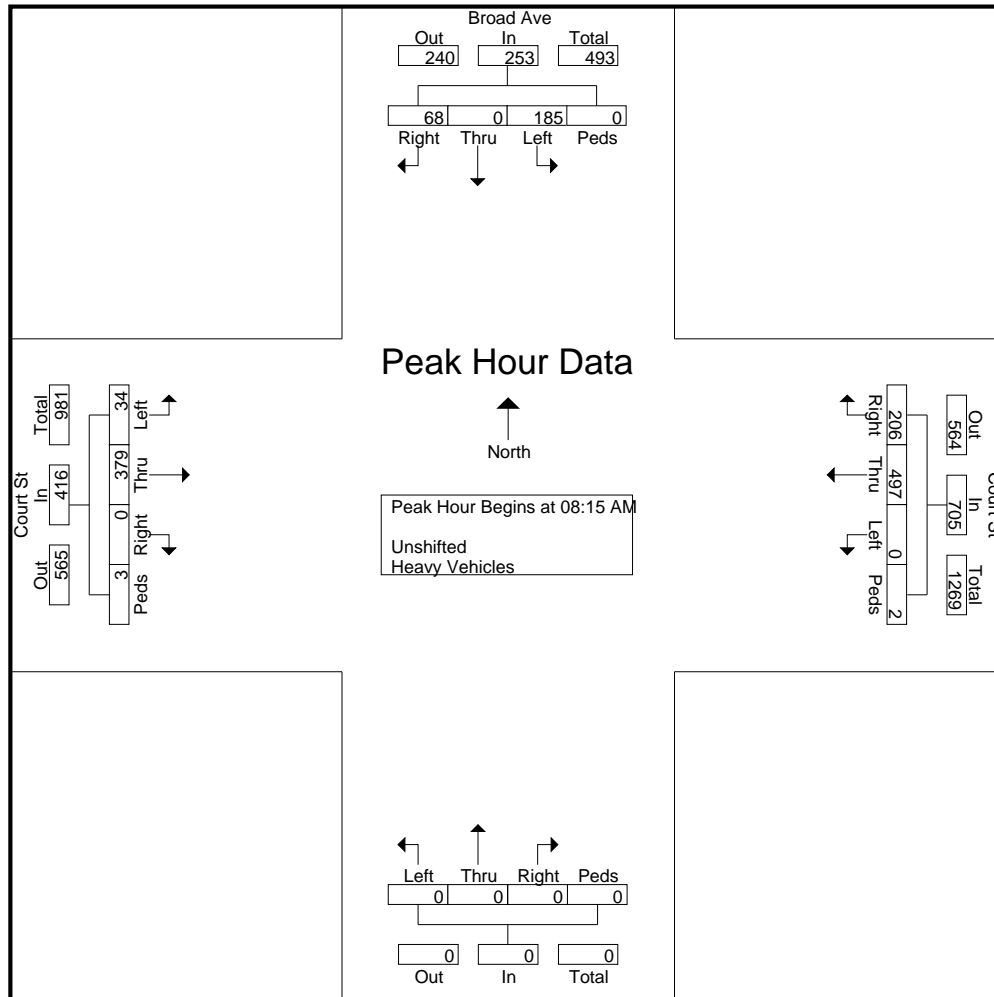 Broad Ave
Out In Total
240 253 493
68 0 185 0
Right Thru Left Peds
Peak Hour Data
North
Peak Hour Begins at 08:15 AM
Unshifted
Heavy Vehicles
Court St
Total In Out
981 416 565
34 379 0 3
Left Thru Right Peds
Court St
Out In Total
564 705 1269
206 497 0 2
Right Thru Left Peds
Left Thru Right Peds
0 0 0 0
0 0 0
Out In Total